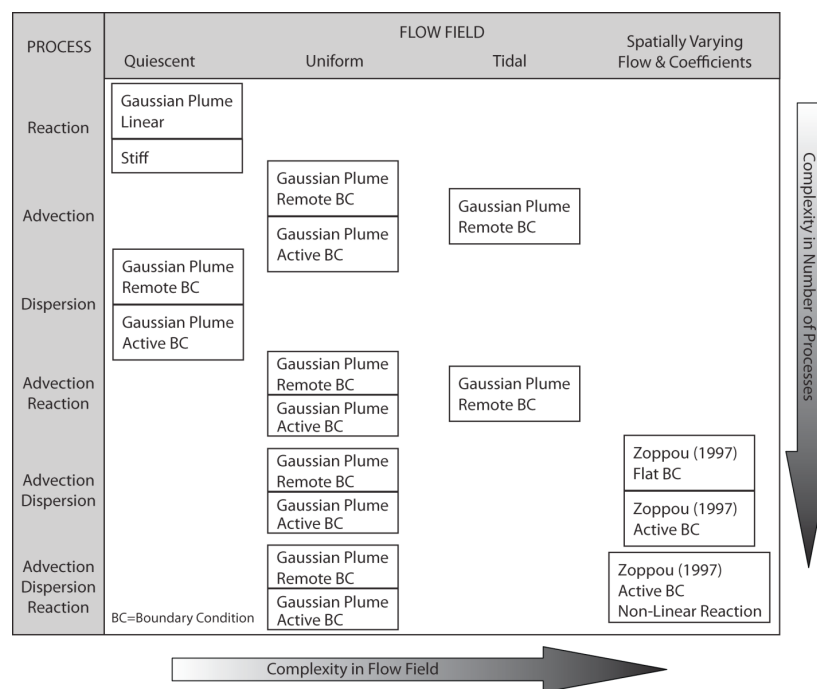 PROCESS
FLOW FIELD
Quiescent
Uniform
Tidal
Spatially Varying
Flow & Coefficients
Reaction
Gaussian Plume
Linear
Stiff
Advection
Gaussian Plume
Remote BC
Gaussian Plume
Active BC
Gaussian Plume
Remote BC
Dispersion
Gaussian Plume
Remote BC
Gaussian Plume
Active BC
Advection
Reaction
Gaussian Plume
Remote BC
Gaussian Plume
Active BC
Gaussian Plume
Remote BC
Advection
Dispersion
Gaussian Plume
Remote BC
Gaussian Plume
Active BC
Zoppou (1997)
Flat BC
Zoppou (1997)
Active BC
Advection
Dispersion
Reaction
Gaussian Plume
Remote BC
Gaussian Plume
Active BC
Zoppou (1997)
Active BC
Non-Linear Reaction
BC=Boundary Condition
Complexity in Number of Processes
Complexity in Flow Field